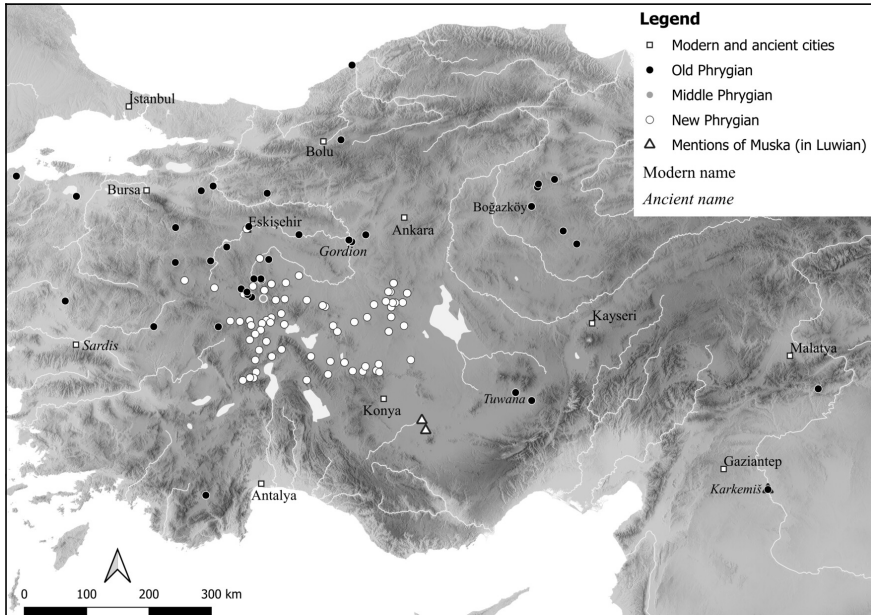 Legend
Modern and ancient cities
Old Phrygian
Middle Phrygian
New Phrygian
Mentions of Muska (in Luwian)
Modern name
Ancient name
İstanbul
Bolu
Bursa
Eskişehir
Gordion
Ankara
Boğazköy
Kayseri
Malatya
Sardis
Tuwana
Konya
Gaziantep
Karkemiš
Antalya
0 100 200 300 km